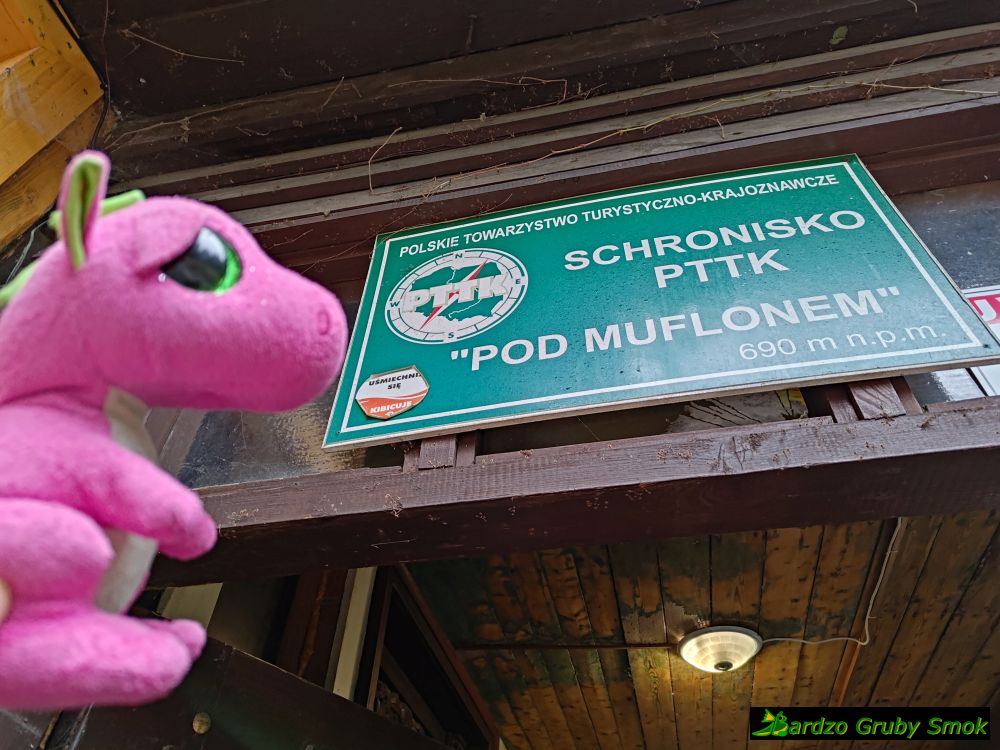 POLSKIE TOWARZYSTWO TURYSTYCZNO-KRAJOZNAWCZE
SCHRONISKO
PTTK
N
W
PTTK
E
S
"POD MUFLONEM"
690 m n.p.m.
UŚMIECHNIJ
SIĘ
KIBICUJĘ
Bardzo Gruby Smok